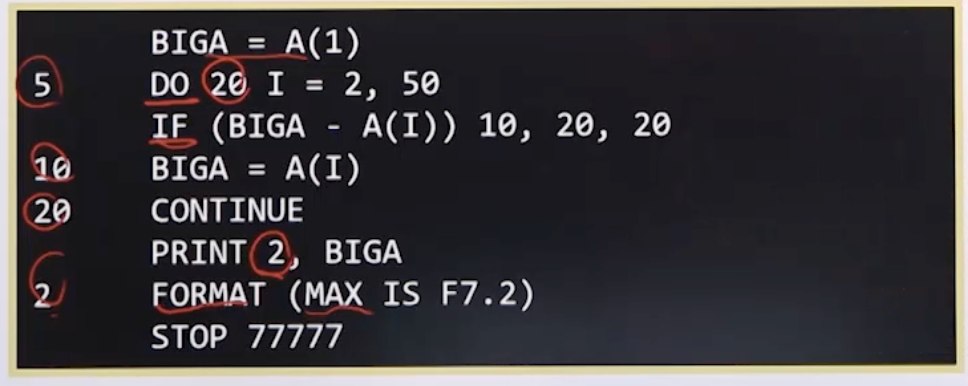 BIGA = A(1)
5 DO 20 I = 2, 50
IF (BIGA - A(I)) 10, 20, 20
10 BIGA = A(I)
20 CONTINUE
PRINT 2, BIGA
2 FORMAT (MAX IS F7.2)
STOP 77777